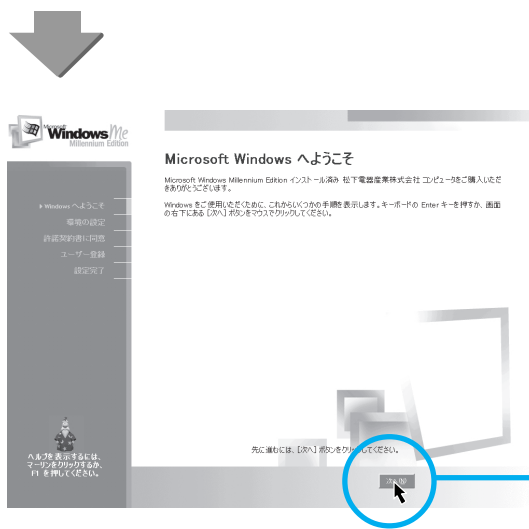 Microsoft
Windows Me
Millennium Edition
Microsoft Windows へようこそ
Microsoft Windows Millennium Edition インストール済み 松下電器産業株式会社 コンピュータをご購入いただ
きありがとうございます。
Windows をご使用いただくために、これからいくつかの手順を表示します。キーボードの Enter キーを押すか、画面
の右下にある [次へ] ボタンをマウスでクリックしてください。
Windows へようこそ
環境の設定
許諾契約書に同意
ユーザー登録
設定完了
ヘルプを表示するには、
マーリンをクリックするか、
F1 を押してください。
先に進むには、[次へ] ボタンをクリックしてください。
次へ(N)